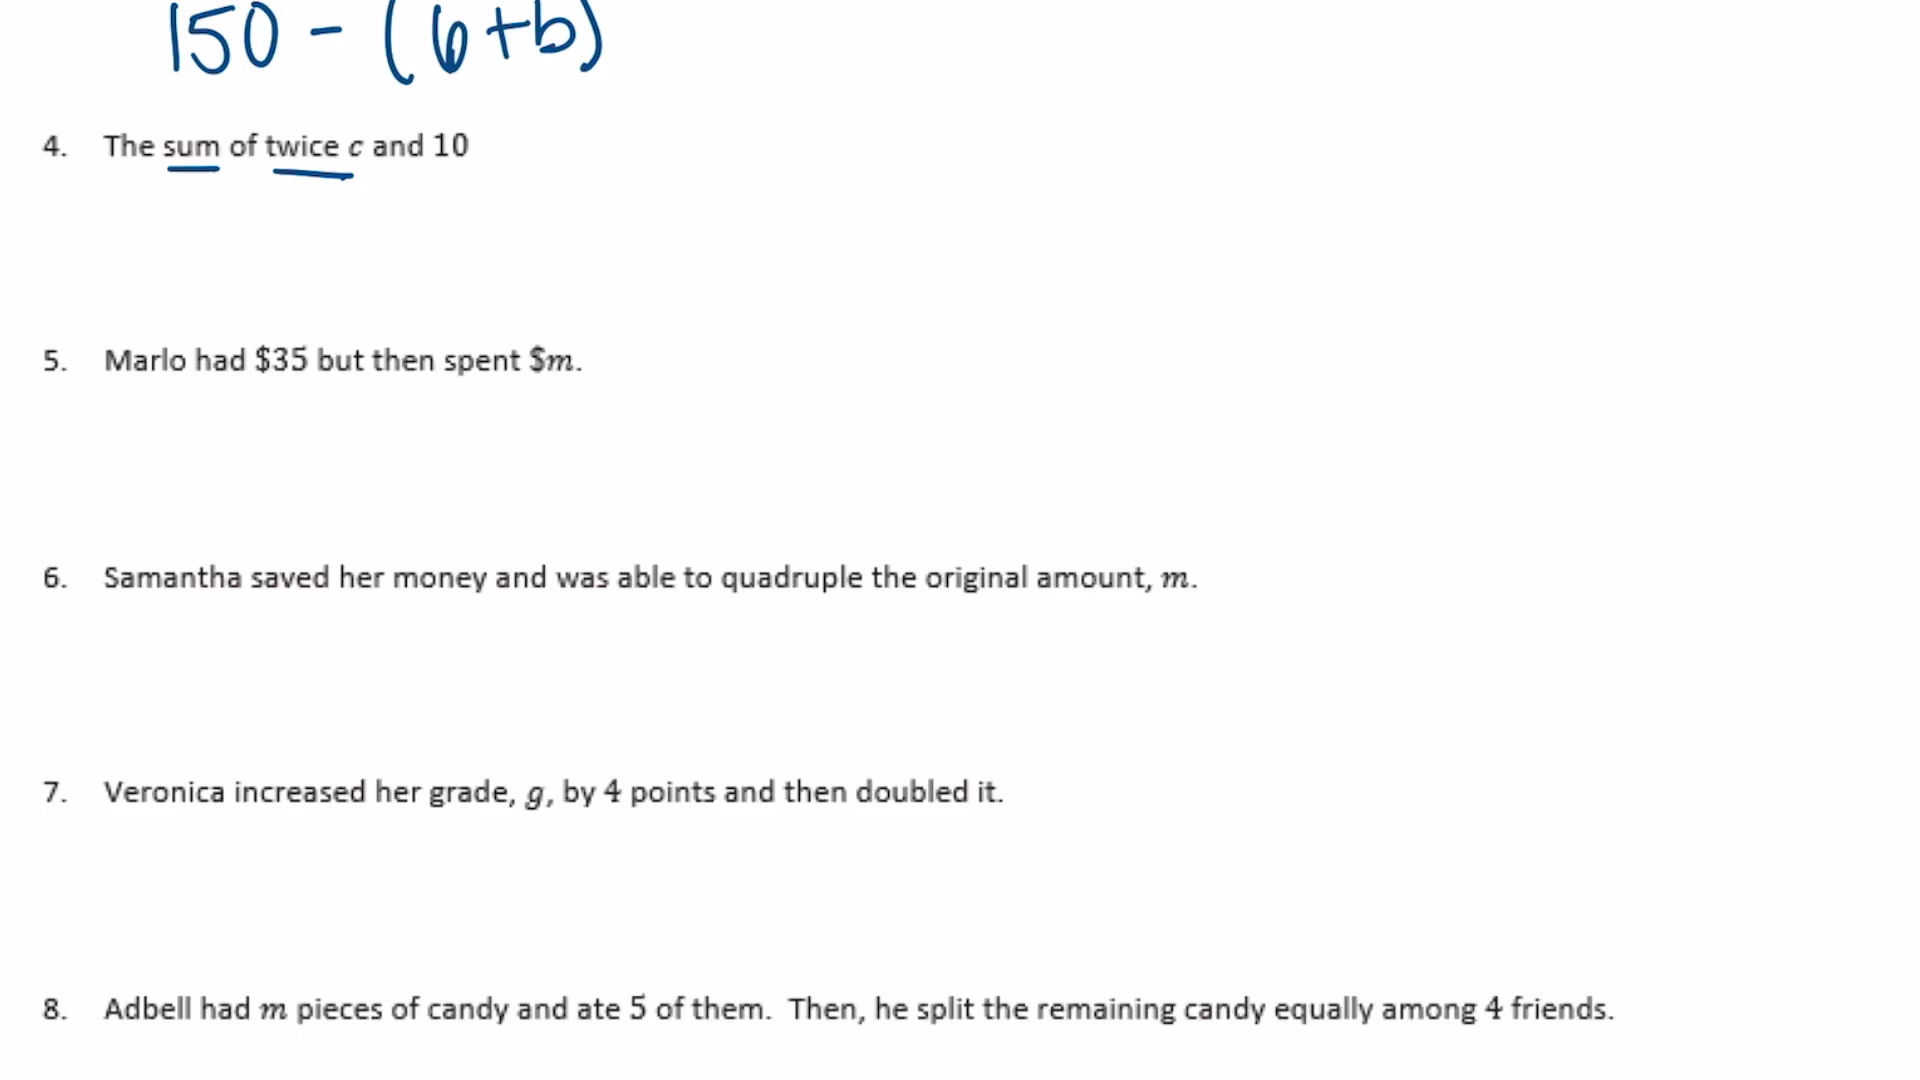 150 - (6+b)
4. The sum of twice c and 10
5. Marlo had $35 but then spent $m.
6. Samantha saved her money and was able to quadruple the original amount, m.
7. Veronica increased her grade, g, by 4 points and then doubled it.
8. Adbell had m pieces of candy and ate 5 of them. Then, he split the remaining candy equally among 4 friends.